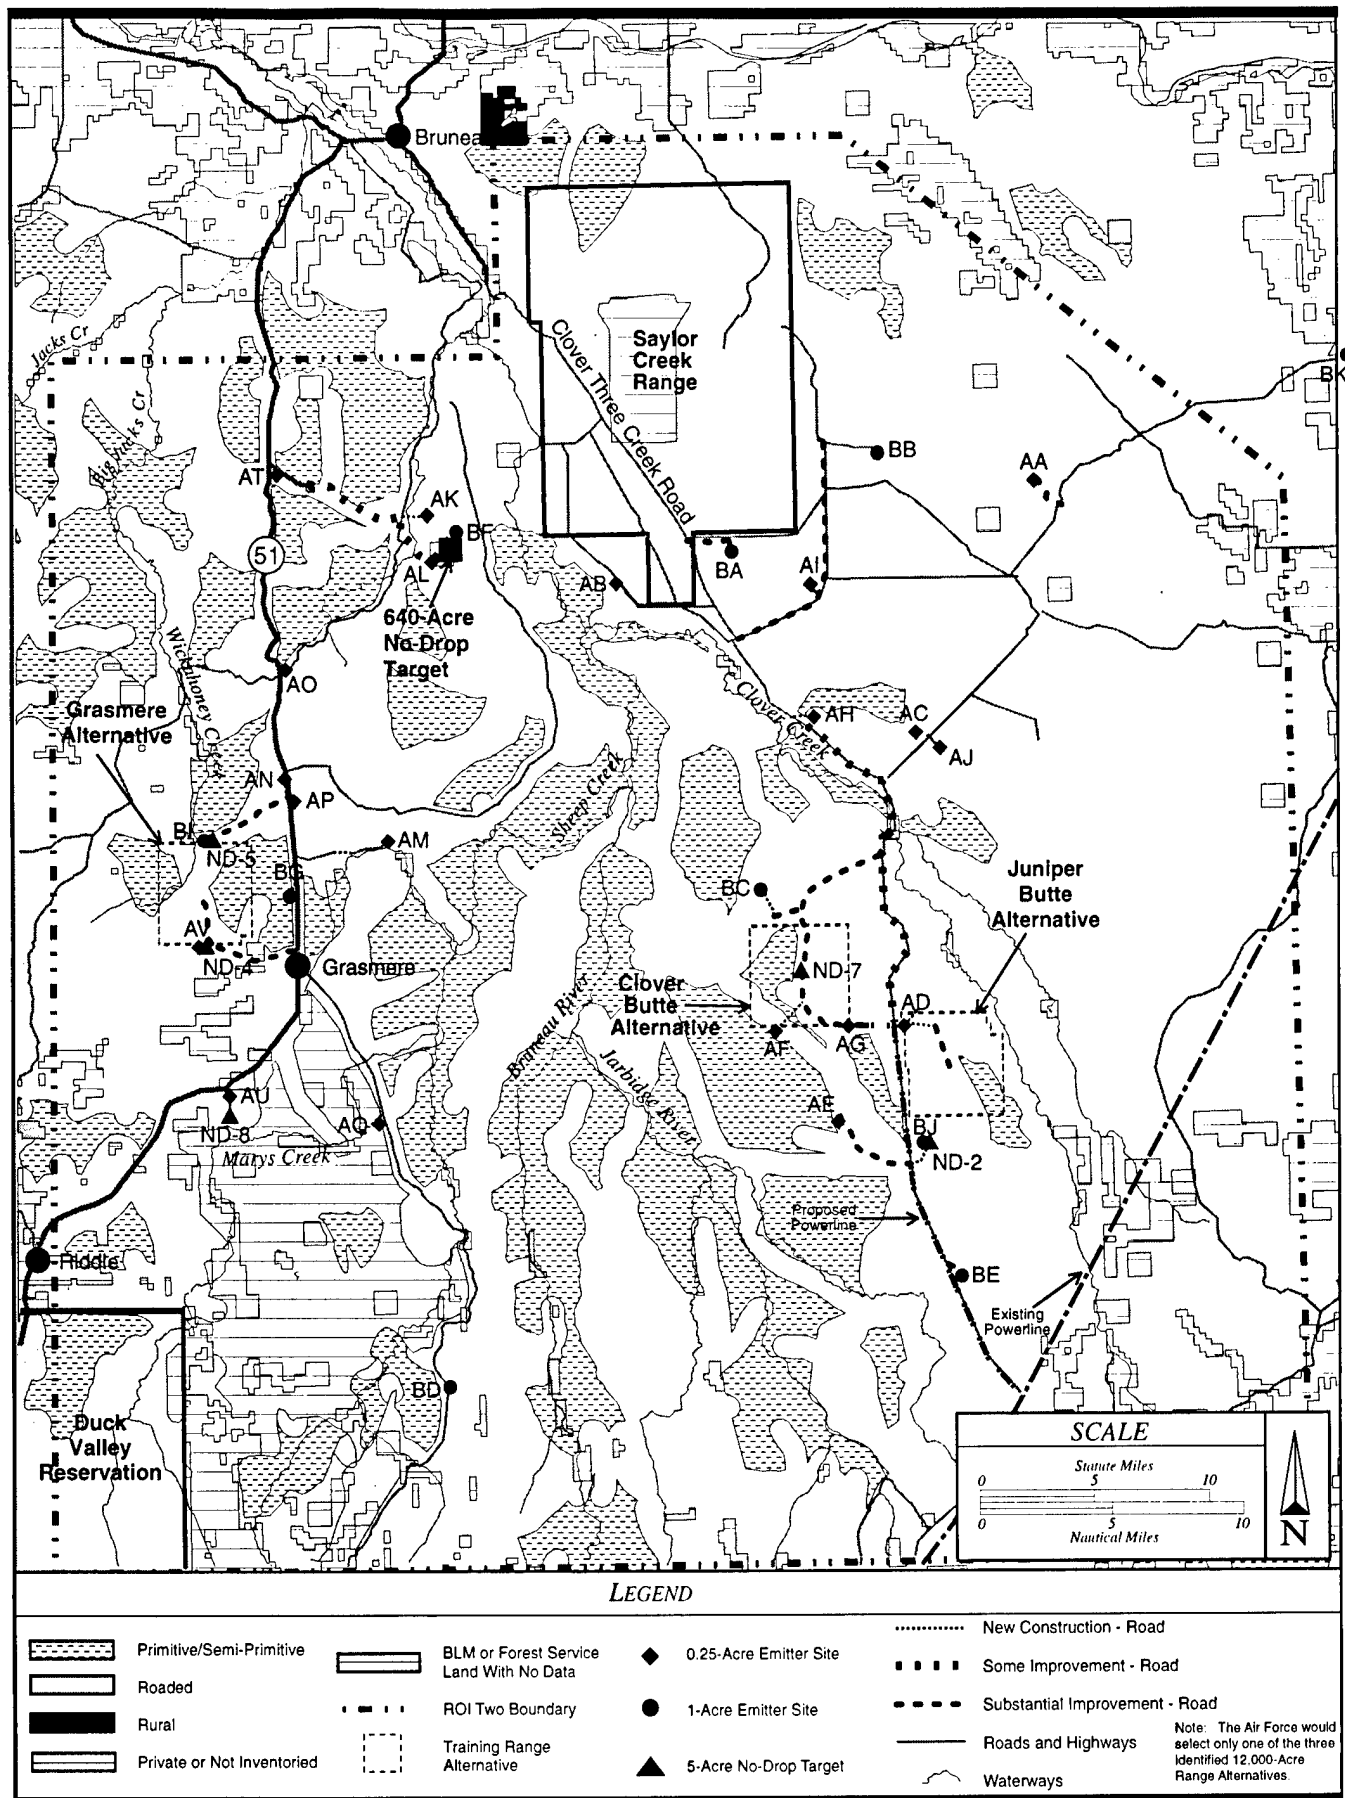 Bruneau
Jacks Cr
Big Jacks Cr
Saylor
Creek
Range
Clover Three Creek Road
BK
BB
AA
AT
AK
BF
51
AL
AB
BA
AI
640-Acre
No-Drop
Target
AO
Wickahoney Creek
Grasmere
Alternative
Clover Creek
AH
AC
AJ
AN
AP
Sheep Creek
BI
ND-5
AM
BG
BC
Juniper
Butte
Alternative
AV
ND-4
Grasmere
ND-7
Clover
Butte
Alternative
Bruneau River
Jarbidge River
AD
AF
AG
AU
ND-8
AQ
Marys Creek
AE
BJ
ND-2
Proposed
Powerline
Riddle
BE
Existing
Powerline
BD
Duck
Valley
Reservation
SCALE
Statute Miles
0 5 10
0 5 10
Nautical Miles
N
LEGEND
Primitive/Semi-Primitive
Roaded
Rural
Private or Not Inventoried
BLM or Forest Service
Land With No Data
ROI Two Boundary
Training Range
Alternative
0.25-Acre Emitter Site
1-Acre Emitter Site
5-Acre No-Drop Target
New Construction - Road
Some Improvement - Road
Substantial Improvement - Road
Roads and Highways
Waterways
Note: The Air Force would
select only one of the three
identified 12,000-Acre
Range Alternatives.